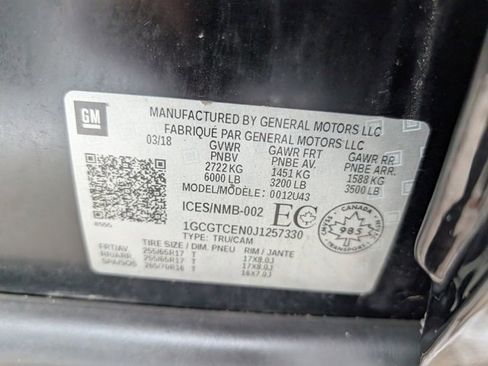 GM
MANUFACTURED BY GENERAL MOTORS LLC
FABRIQUÉ PAR GENERAL MOTORS LLC
03/18 GVWR GAWR FRT GAWR RR
PNBV PNBE AV. PNBE ARR.
2722 KG 1451 KG 1588 KG
6000 LB 3200 LB 3500 LB
MODEL/MODÈLE: 0012U43
ICES/NMB-002 EC
985
1GCGTCEN0J1257330
TYPE: TRU/CAM
TIRE SIZE / DIM. PNEU RIM / JANTE
FRT/AV 255/65R17 T 17X8.0J
RR/ARR 255/65R17 T 17X8.0J
SPA/SOS 265/70R16 T 16X7.0J